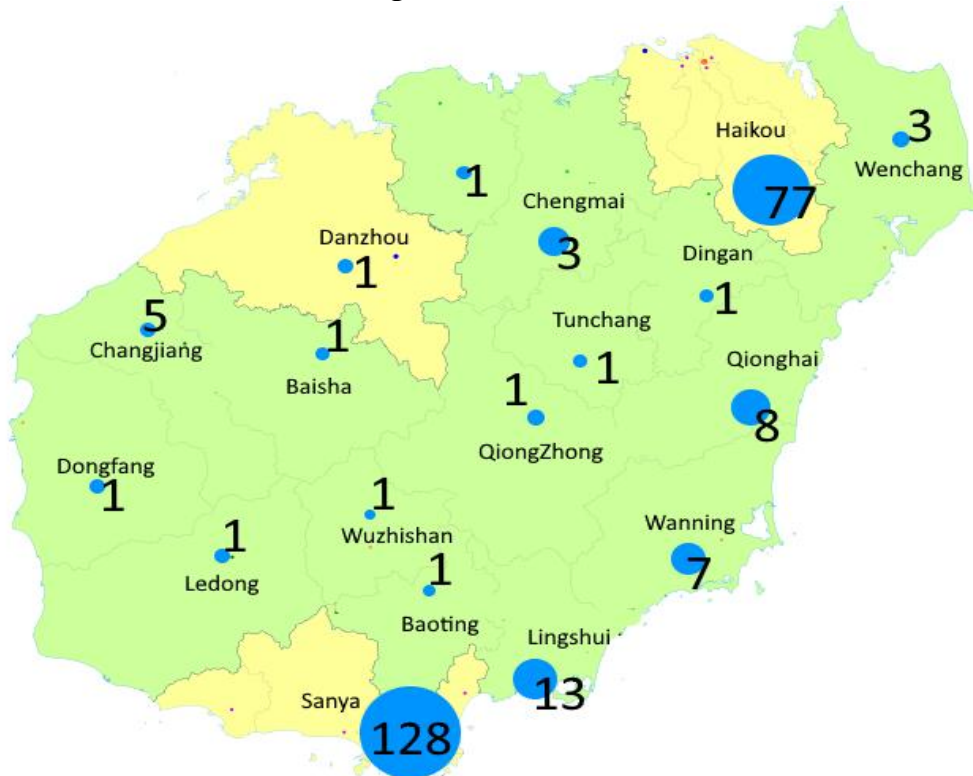 3
Haikou
Wenchang
1
77
Chengmai
Danzhou
3
Dingan
1
1
5
Tunchang
1
Changjiang
1
Qionghai
Baisha
1
8
QiongZhong
Dongfang
1
1
Wanning
1
Wuzhishan
7
Ledong
1
Baoting
Lingshui
13
Sanya
128